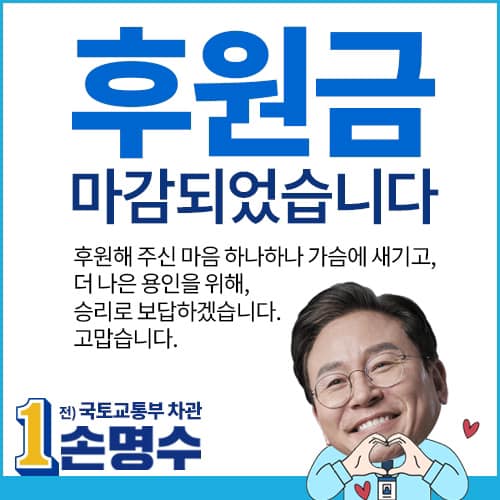 후원금
마감되었습니다
후원해 주신 마음 하나하나 가슴에 새기고,
더 나은 용인을 위해,
승리로 보답하겠습니다.
고맙습니다.
1 전) 국토교통부 차관
손명수